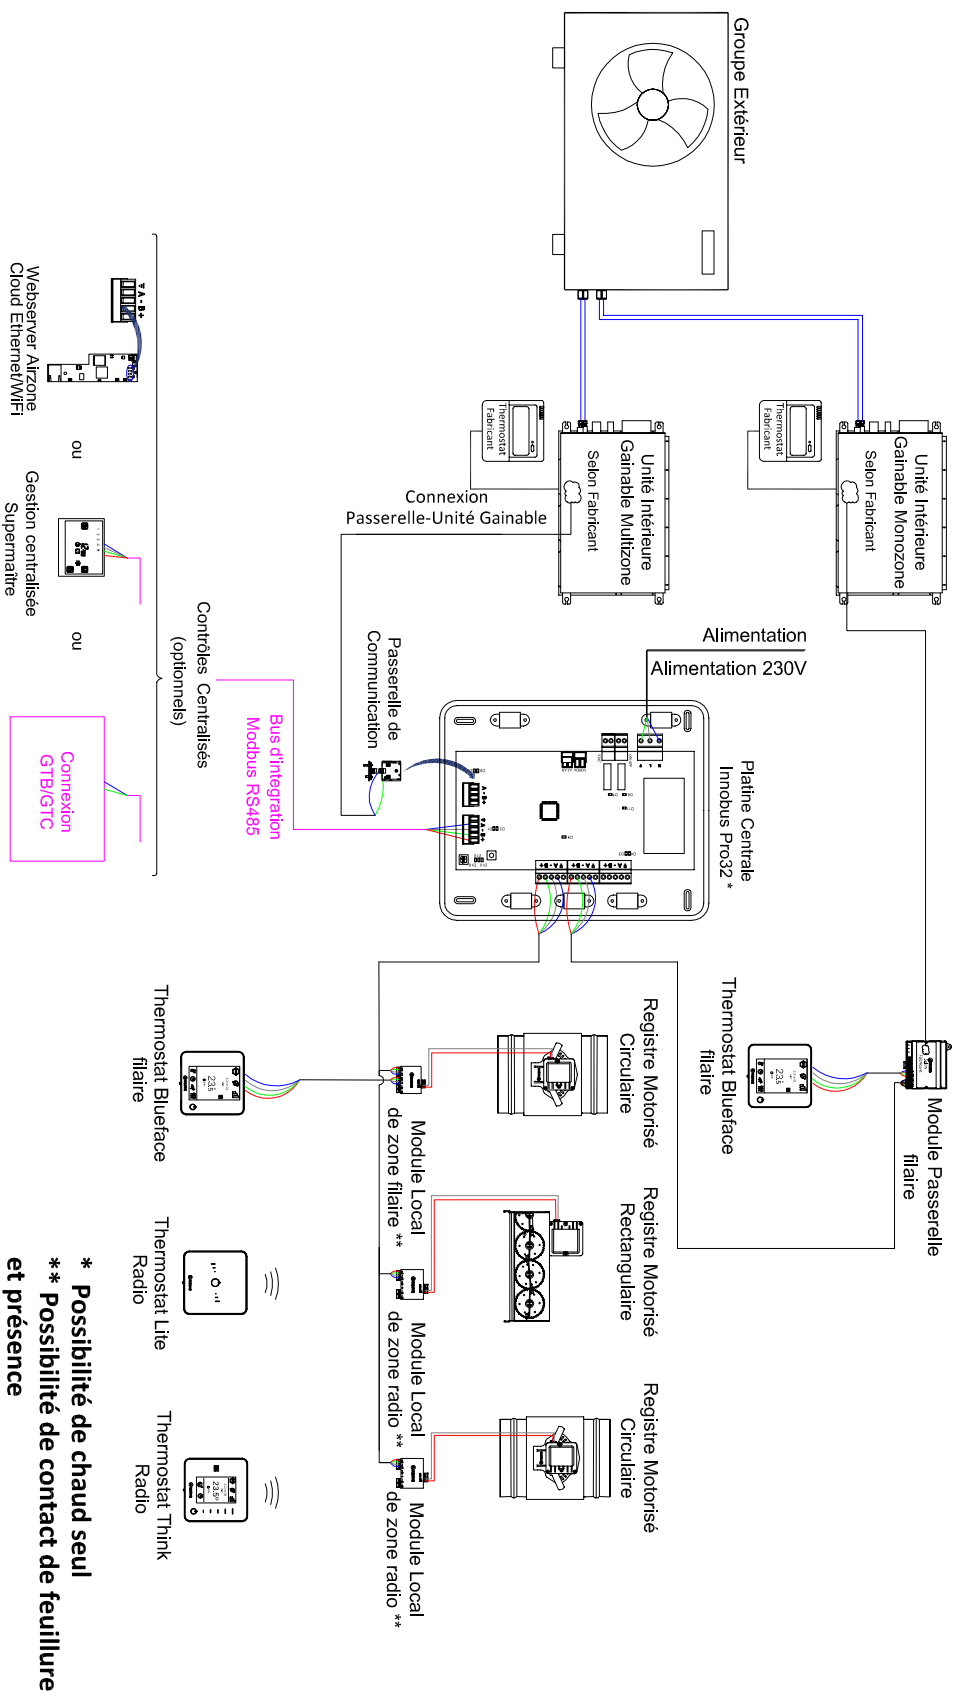 Groupe Extérieur
Unité Intérieure
Gainable Monozone
Selon Fabricant
Thermostat
Fabricant
Unité Intérieure
Gainable Multizone
Selon Fabricant
Thermostat
Fabricant
Connexion
Passerelle-Unité Gainable
Alimentation
Alimentation 230V
Platine Centrale
Innobus Pro32 *
Passerelle de
Communication
Bus d'integration
Modbus RS485
Contrôles Centralisés
(optionnels)
Webserver Airzone
Cloud Ethernet/WiFi
ou
Gestion centralisée
Supermaître
ou
Connexion
GTB/GTC
Module Passerelle
filaire
Thermostat Blueface
filaire
Registre Motorisé
Circulaire
Registre Motorisé
Rectangulaire
Registre Motorisé
Circulaire
Module Local
de zone filaire **
Module Local
de zone radio **
Module Local
de zone radio **
Thermostat Blueface
filaire
Thermostat Lite
Radio
Thermostat Think
Radio
* Possibilité de chaud seul
** Possibilité de contact de feuillure
et présence